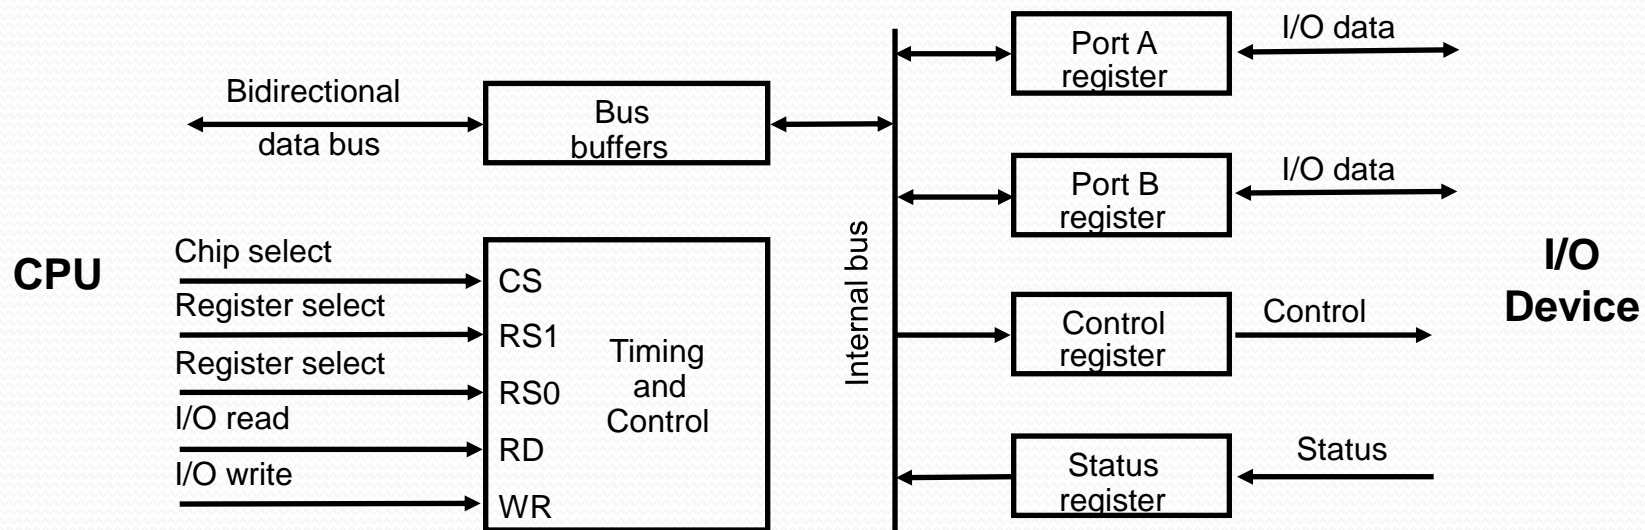 CPU
Bidirectional
data bus
Bus
buffers
Chip select
Register select
Register select
I/O read
I/O write
CS
RS1
RS0
RD
WR
Timing
and
Control
Internal bus
Port A
register
I/O data
Port B
register
I/O data
Control
register
Control
Status
register
Status
I/O
Device